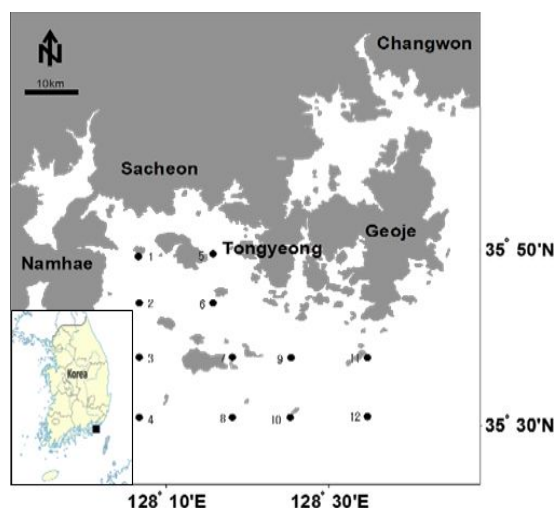 Changwon
N
10km
Sacheon
Tongyeong
Geoje
Namhae
1
5
2
6
3
7
9
11
4
8
10
12
Korea
35° 50'N
35° 30'N
128° 10'E
128° 30'E